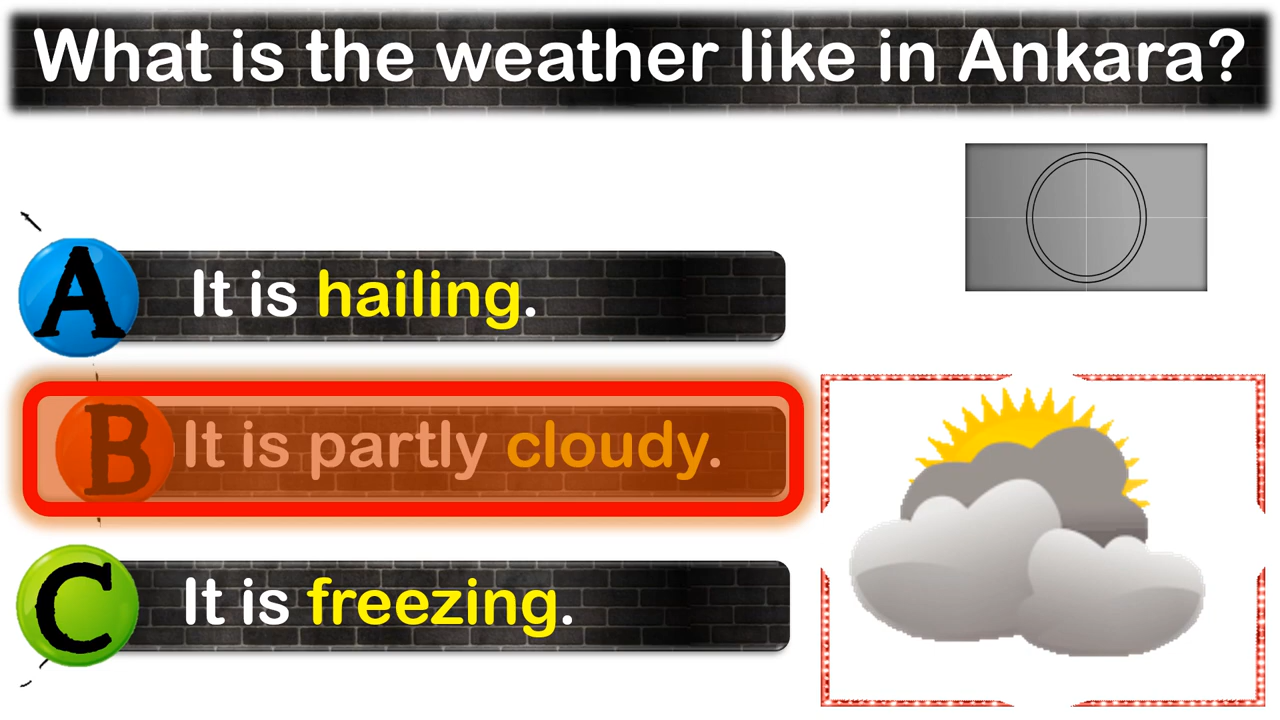 What is the weather like in Ankara?
A It is hailing.
B It is partly cloudy.
C It is freezing.